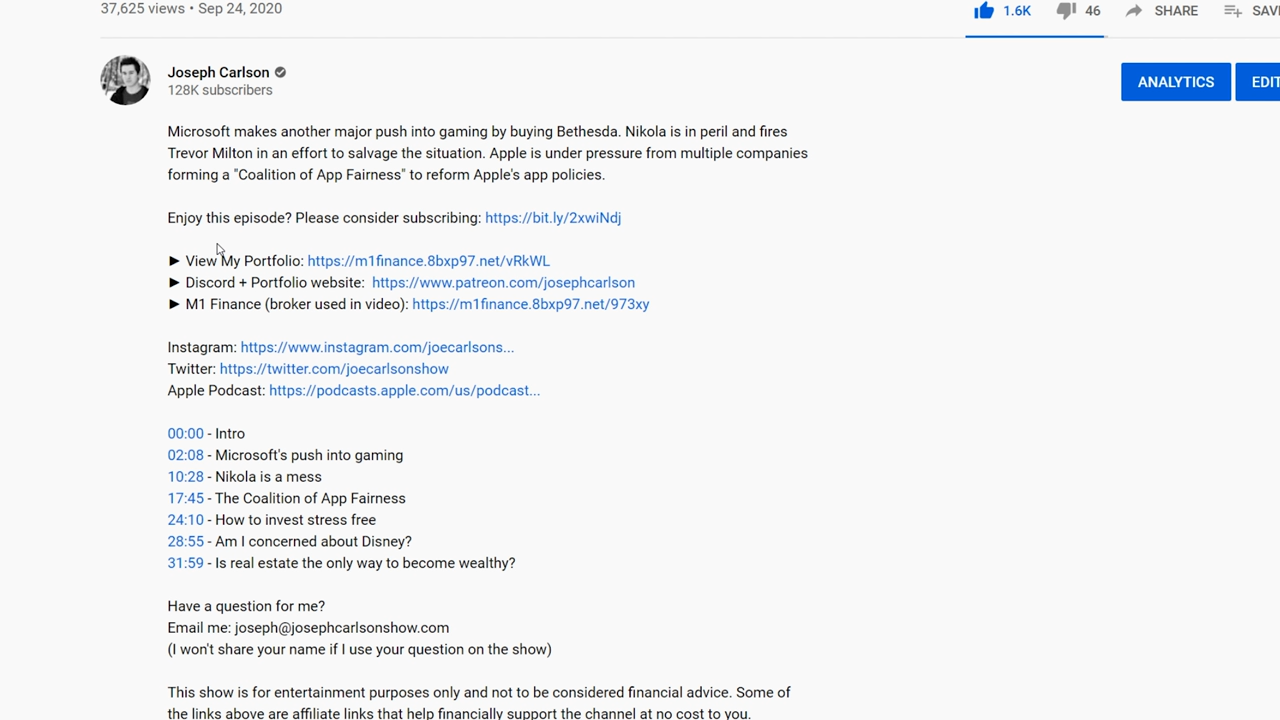 37,625 views • Sep 24, 2020
1.6K 46 SHARE SAV
Joseph Carlson
128K subscribers
ANALYTICS EDIT
Microsoft makes another major push into gaming by buying Bethesda. Nikola is in peril and fires
Trevor Milton in an effort to salvage the situation. Apple is under pressure from multiple companies
forming a "Coalition of App Fairness" to reform Apple's app policies.
Enjoy this episode? Please consider subscribing: https://bit.ly/2xwiNdj
► View My Portfolio: https://m1finance.8bxp97.net/vRkWL
► Discord + Portfolio website: https://www.patreon.com/josephcarlson
► M1 Finance (broker used in video): https://m1finance.8bxp97.net/973xy
Instagram: https://www.instagram.com/joecarlsons...
Twitter: https://twitter.com/joecarlsonshow
Apple Podcast: https://podcasts.apple.com/us/podcast...
00:00 - Intro
02:08 - Microsoft's push into gaming
10:28 - Nikola is a mess
17:45 - The Coalition of App Fairness
24:10 - How to invest stress free
28:55 - Am I concerned about Disney?
31:59 - Is real estate the only way to become wealthy?
Have a question for me?
Email me: joseph@josephcarlsonshow.com
(I won't share your name if I use your question on the show)
This show is for entertainment purposes only and not to be considered financial advice. Some of
the links above are affiliate links that help financially support the channel at no cost to you.